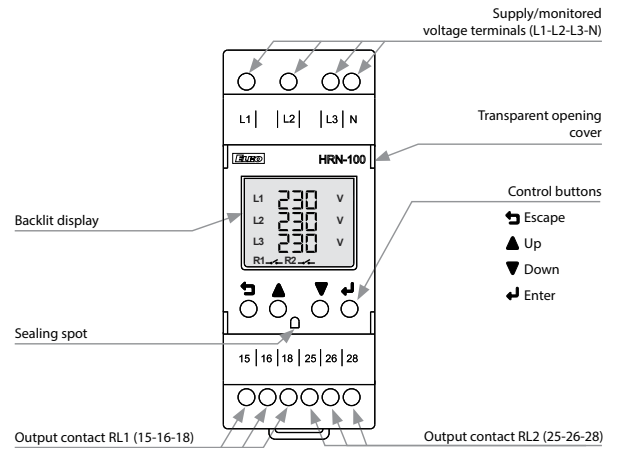 Supply/monitored
voltage terminals (L1-L2-L3-N)
L1 L2 L3 N
Transparent opening
cover
ELKO HRN-100
Control buttons
L1 230 V
L2 230 V
L3 230 V
R1 R2
Backlit display
Escape
Up
Down
Enter
Sealing spot
15 16 18 25 26 28
Output contact RL1 (15-16-18)
Output contact RL2 (25-26-28)